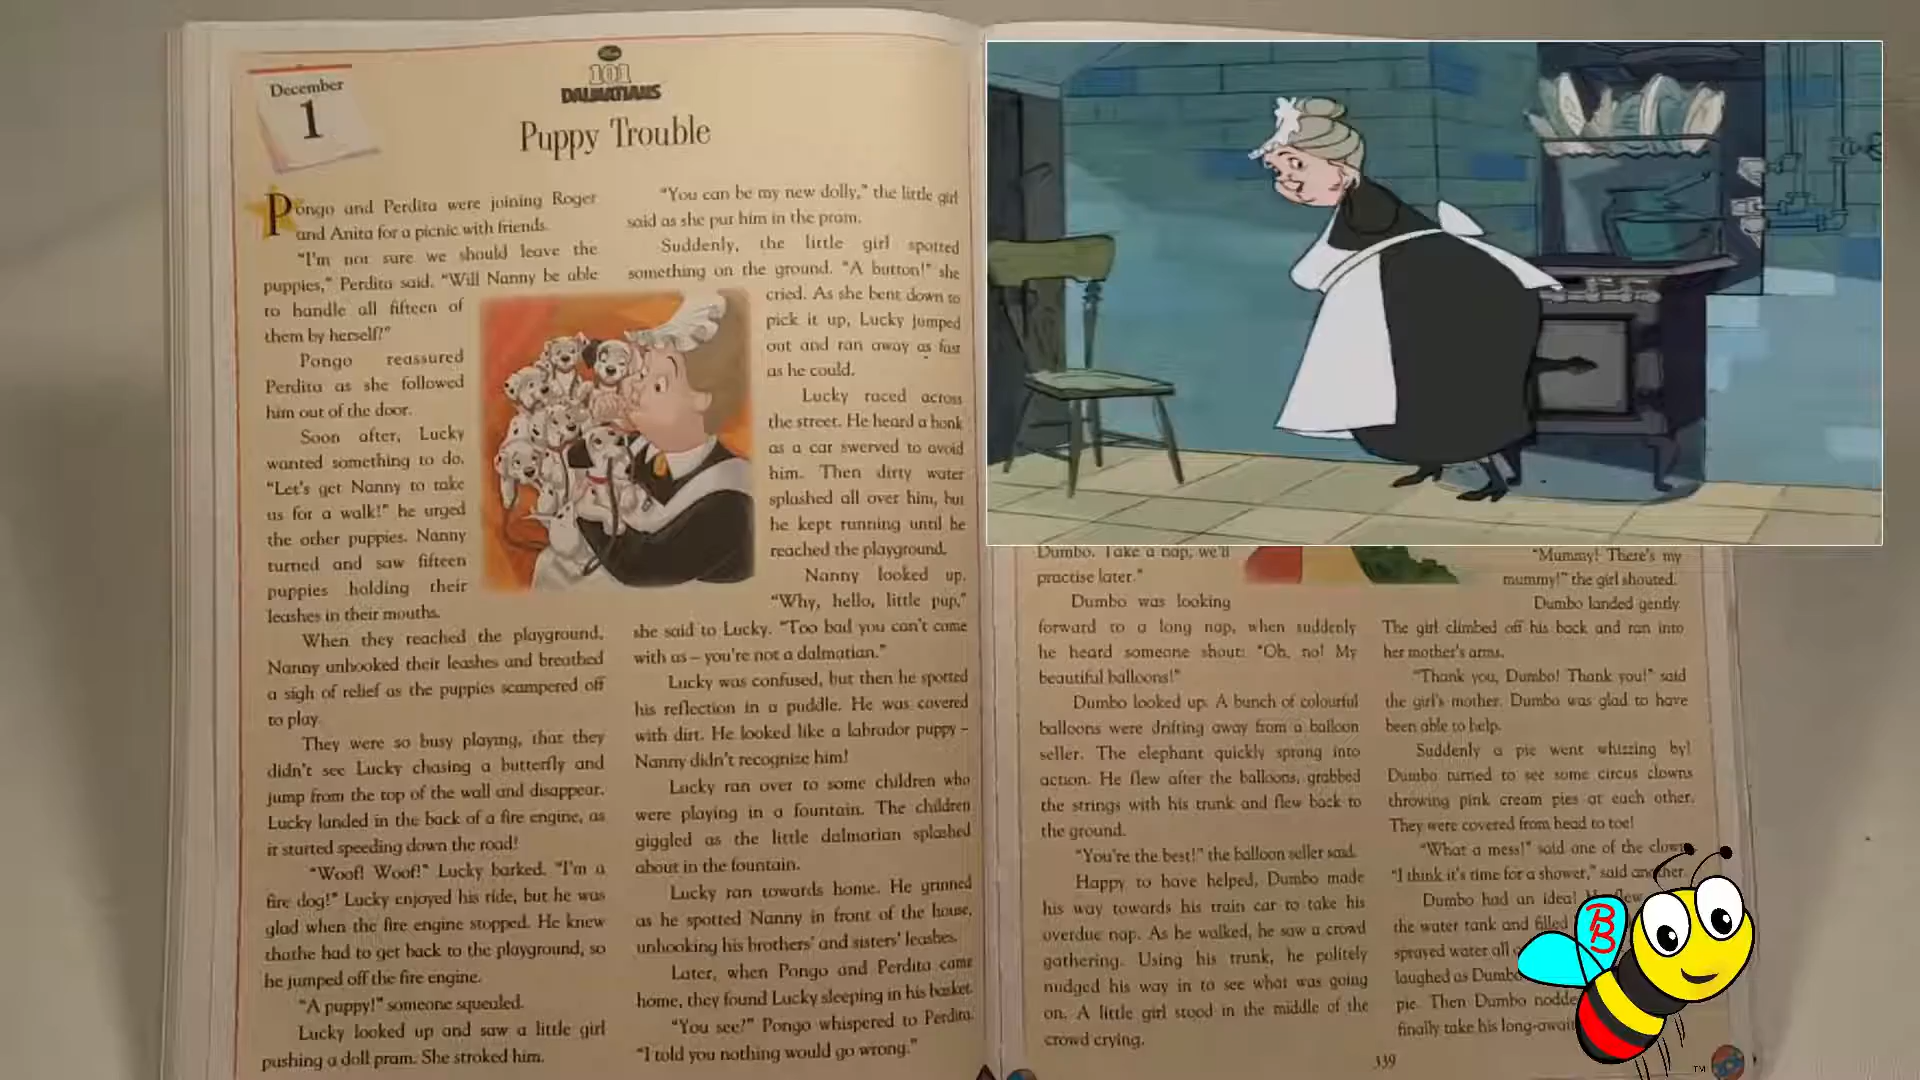 December
1
101
DALMATIANS
Puppy Trouble
Pongo and Perdita were joining Roger
and Anita for a picnic with friends.
"I'm not sure we should leave the
puppies," Perdita said. "Will Nanny be able
to handle all fifteen of
them by herself?"
Pongo reassured
Perdita as she followed
him out of the door.
Soon after, Lucky
wanted something to do.
"Let's get Nanny to take
us for a walk!" he urged
the other puppies. Nanny
turned and saw fifteen
puppies holding their
leashes in their mouths.
When they reached the playground,
Nanny unhooked their leashes and breathed
a sigh of relief as the puppies scampered off
to play.
They were so busy playing, that they
didn't see Lucky chasing a butterfly and
jump from the top of the wall and disappear.
Lucky landed in the back of a fire engine, as
it started speeding down the road!
"Woof! Woof!" Lucky barked. "I'm a
fire dog!" Lucky enjoyed his ride, but he was
glad when the fire engine stopped. He knew
thathe had to get back to the playground, so
he jumped off the fire engine.
"A puppy!" someone squealed.
Lucky looked up and saw a little girl
pushing a doll pram. She stroked him.
"You can be my new dolly," the little girl
said as she put him in the pram.
Suddenly, the little girl spotted
something on the ground. "A button!" she
cried. As she bent down to
pick it up, Lucky jumped
out and ran away as fast
as he could.
Lucky raced across
the street. He heard a honk
as a car swerved to avoid
him. Then dirty water
splashed all over him, but
he kept running until he
reached the playground.
Nanny looked up.
"Why, hello, little pup,"
she said to Lucky. "Too bad you can't come
with us – you're not a dalmatian."
Lucky was confused, but then he spotted
his reflection in a puddle. He was covered
with dirt. He looked like a labrador puppy –
Nanny didn't recognize him!
Lucky ran over to some children who
were playing in a fountain. The children
giggled as the little dalmatian splashed
about in the fountain.
Lucky ran towards home. He grinned
as he spotted Nanny in front of the house,
unhooking his brothers' and sisters' leashes.
Later, when Pongo and Perdita came
home, they found Lucky sleeping in his basket.
"You see?" Pongo whispered to Perdita.
"I told you nothing would go wrong."
Dumbo. Take a nap, we'll
practise later."
Dumbo was looking
forward to a long nap, when suddenly
he heard someone shout: "Oh, no! My
beautiful balloons!"
Dumbo looked up. A bunch of colourful
balloons were drifting away from a balloon
seller. The elephant quickly sprang into
action. He flew after the balloons, grabbed
the strings with his trunk and flew back to
the ground.
"You're the best!" the balloon seller said.
Happy to have helped, Dumbo made
his way towards his train car to take his
overdue nap. As he walked, he saw a crowd
gathering. Using his trunk, he politely
nudged his way in to see what was going
on. A little girl stood in the middle of the
crowd crying.
"Mummy! There's my
mummy!" the girl shouted.
Dumbo landed gently.
The girl climbed off his back and ran into
her mother's arms.
"Thank you, Dumbo! Thank you!" said
the girl's mother. Dumbo was glad to have
been able to help.
Suddenly a pie went whizzing by!
Dumbo turned to see some circus clowns
throwing pink cream pies at each other.
They were covered from head to toe!
"What a mess!" said one of the
"I think it's time for a shower," said another.
Dumbo had an idea!
the water tank and filled
sprayed water all
laughed as Dumbo
pie. Then Dumbo
finally take his
339
BB
TM